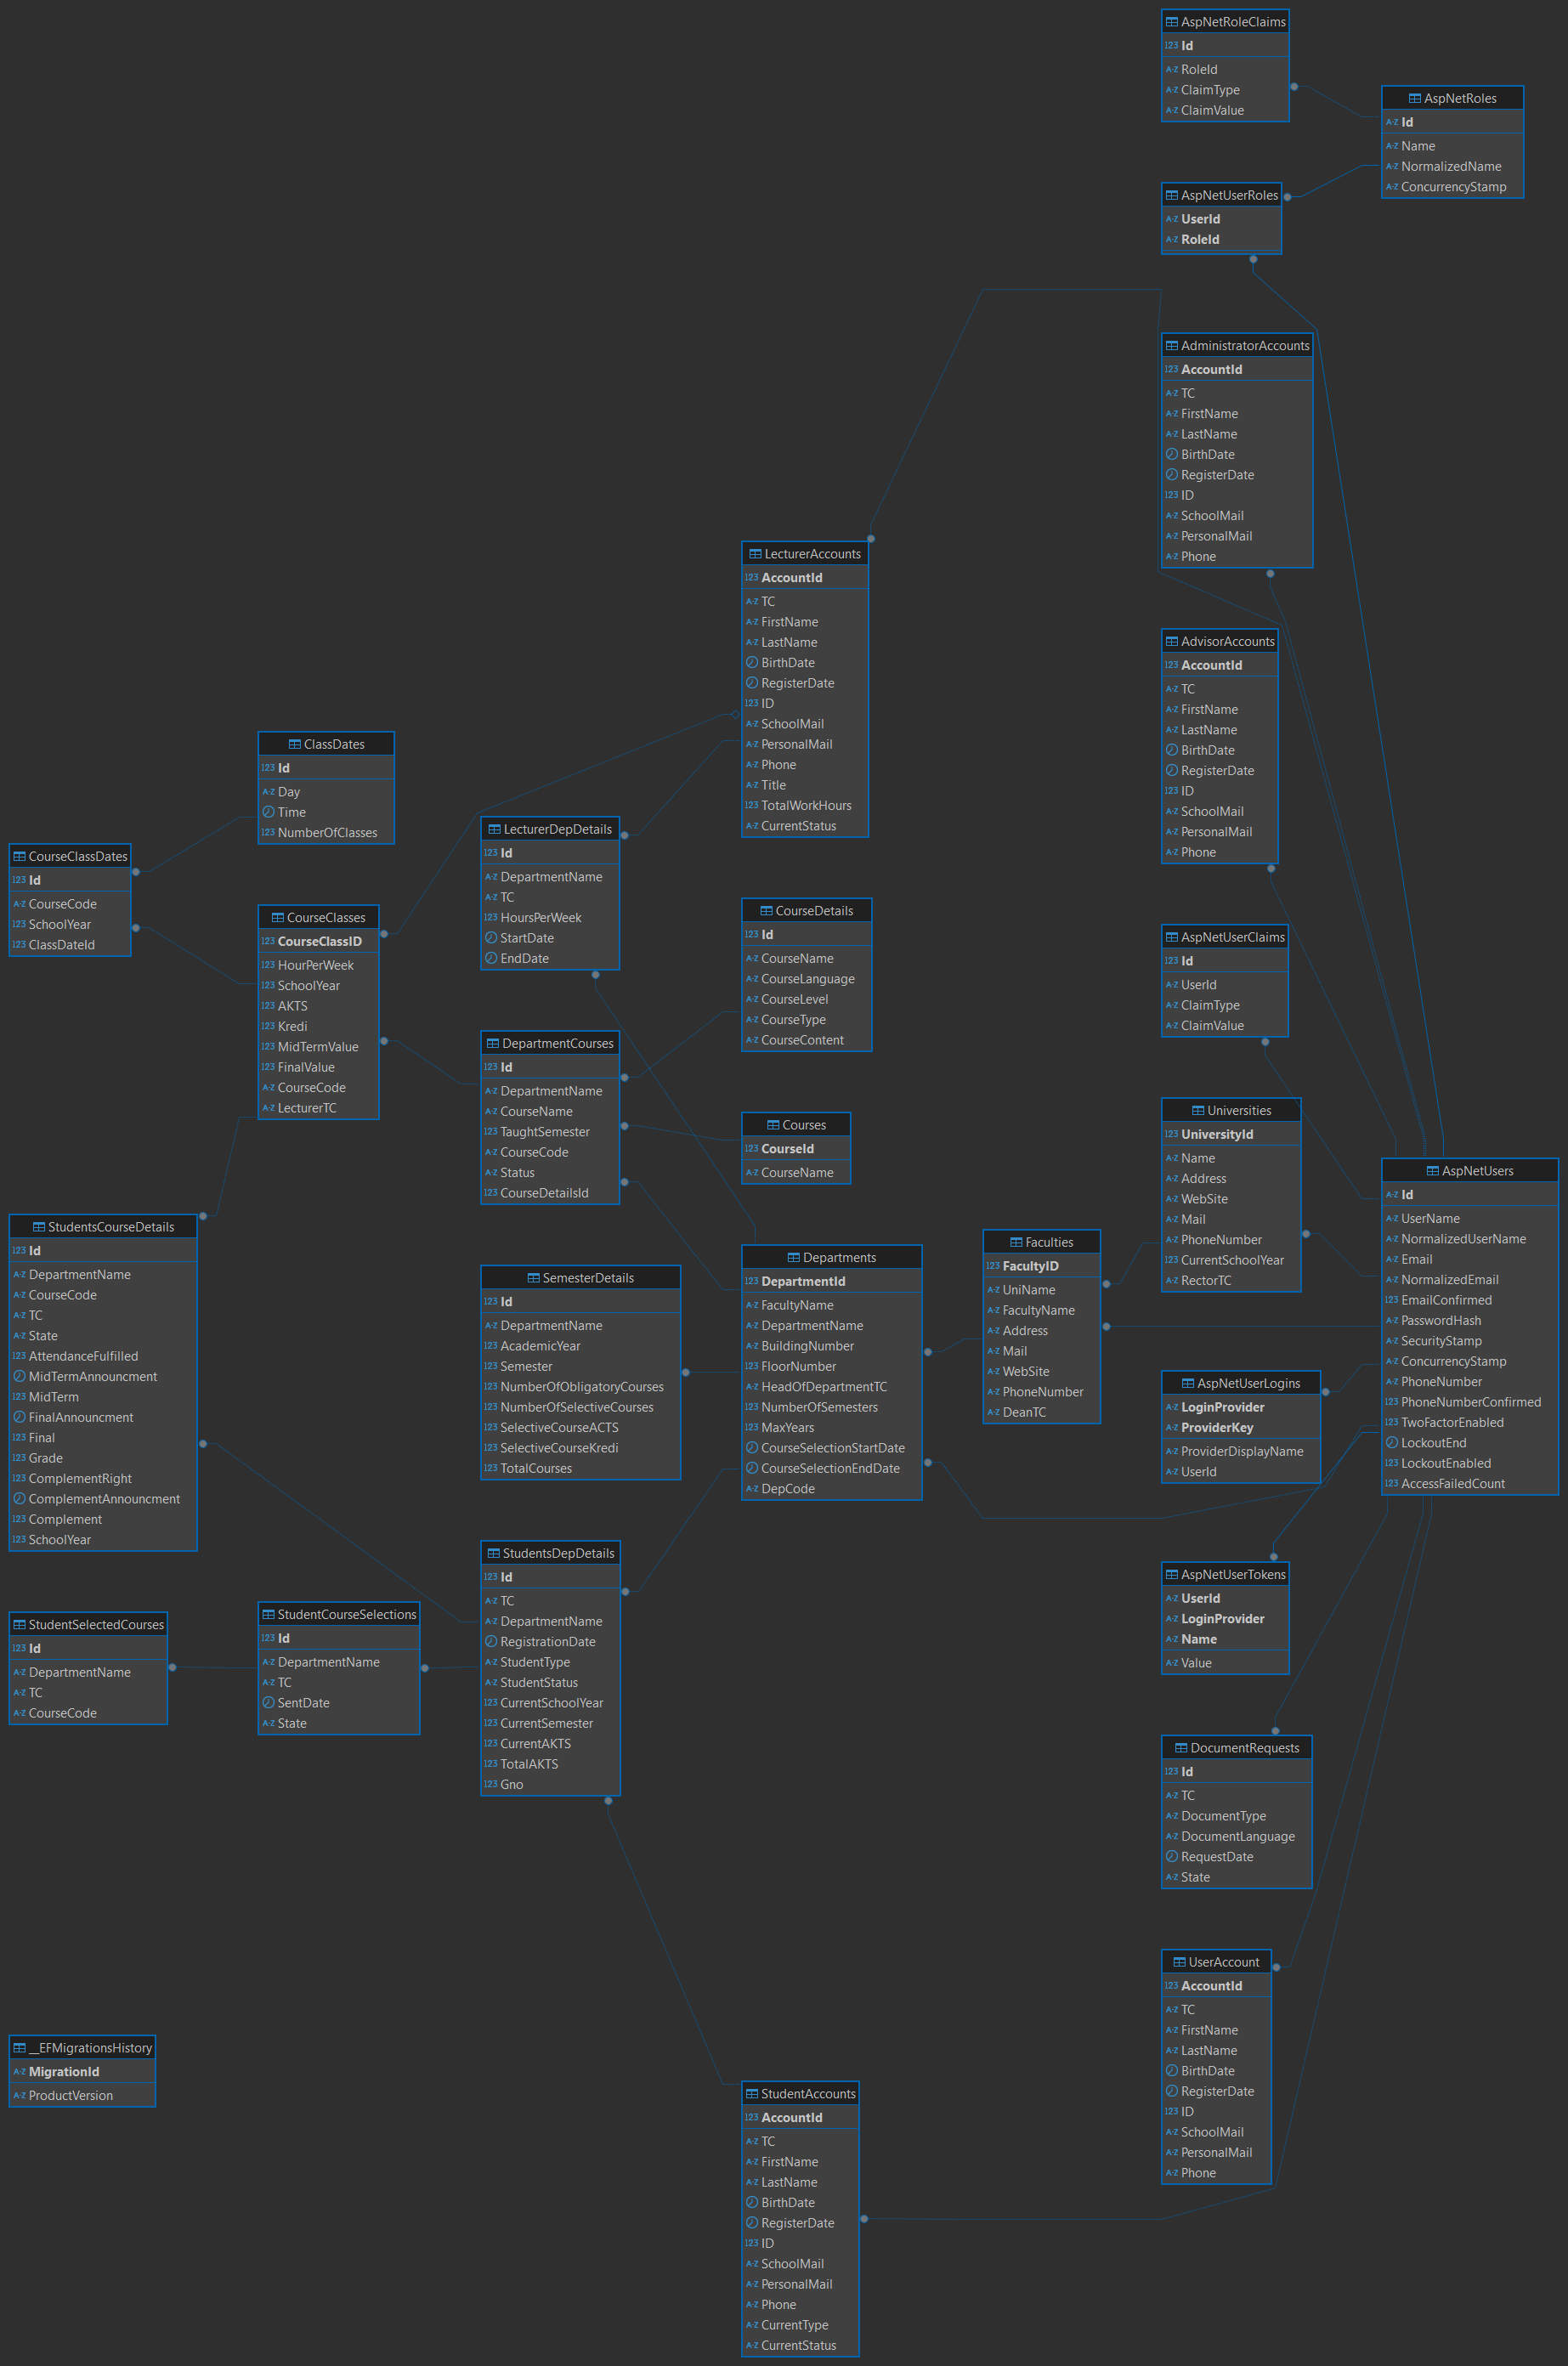 AspNetRoleClaims
123 Id
A-Z RoleId
A-Z ClaimType
A-Z ClaimValue
AspNetRoles
A-Z Id
A-Z Name
A-Z NormalizedName
A-Z ConcurrencyStamp
AspNetUserRoles
A-Z UserId
A-Z RoleId
AdministratorAccounts
123 AccountId
A-Z TC
A-Z FirstName
A-Z LastName
BirthDate
RegisterDate
123 ID
A-Z SchoolMail
A-Z PersonalMail
A-Z Phone
LecturerAccounts
123 AccountId
A-Z TC
A-Z FirstName
A-Z LastName
BirthDate
RegisterDate
123 ID
A-Z SchoolMail
A-Z PersonalMail
A-Z Phone
A-Z Title
123 TotalWorkHours
A-Z CurrentStatus
AdvisorAccounts
123 AccountId
A-Z TC
A-Z FirstName
A-Z LastName
BirthDate
RegisterDate
123 ID
A-Z SchoolMail
A-Z PersonalMail
A-Z Phone
ClassDates
123 Id
A-Z Day
Time
123 NumberOfClasses
LecturerDepDetails
123 Id
A-Z DepartmentName
A-Z TC
123 HoursPerWeek
StartDate
EndDate
CourseClassDates
123 Id
A-Z CourseCode
123 SchoolYear
123 ClassDateId
CourseClasses
123 CourseClassID
123 HourPerWeek
123 SchoolYear
123 AKTS
123 Kredi
123 MidTermValue
123 FinalValue
A-Z CourseCode
A-Z LecturerTC
CourseDetails
123 Id
A-Z CourseName
A-Z CourseLanguage
A-Z CourseLevel
A-Z CourseType
A-Z CourseContent
AspNetUserClaims
123 Id
A-Z UserId
A-Z ClaimType
A-Z ClaimValue
DepartmentCourses
123 Id
A-Z DepartmentName
A-Z CourseName
123 TaughtSemester
A-Z CourseCode
A-Z Status
123 CourseDetailsId
Courses
123 CourseId
A-Z CourseName
Universities
123 UniversityId
A-Z Name
A-Z Address
A-Z WebSite
A-Z Mail
A-Z PhoneNumber
123 CurrentSchoolYear
A-Z RectorTC
AspNetUsers
A-Z Id
A-Z UserName
A-Z NormalizedUserName
A-Z Email
A-Z NormalizedEmail
123 EmailConfirmed
A-Z PasswordHash
A-Z SecurityStamp
A-Z ConcurrencyStamp
A-Z PhoneNumber
123 PhoneNumberConfirmed
123 TwoFactorEnabled
LockoutEnd
123 LockoutEnabled
123 AccessFailedCount
StudentsCourseDetails
123 Id
A-Z DepartmentName
A-Z CourseCode
A-Z TC
A-Z State
123 AttendanceFulfilled
MidTermAnnouncment
123 MidTerm
FinalAnnouncment
123 Final
123 Grade
123 ComplementRight
ComplementAnnouncment
123 Complement
123 SchoolYear
SemesterDetails
123 Id
A-Z DepartmentName
123 AcademicYear
123 Semester
123 NumberOfObligatoryCourses
123 NumberOfSelectiveCourses
123 SelectiveCourseACTS
123 SelectiveCourseKredi
123 TotalCourses
Departments
123 DepartmentId
A-Z FacultyName
A-Z DepartmentName
A-Z BuildingNumber
123 FloorNumber
A-Z HeadOfDepartmentTC
123 NumberOfSemesters
123 MaxYears
CourseSelectionStartDate
CourseSelectionEndDate
A-Z DepCode
Faculties
123 FacultyID
A-Z UniName
A-Z FacultyName
A-Z Address
A-Z Mail
A-Z WebSite
A-Z PhoneNumber
A-Z DeanTC
AspNetUserLogins
A-Z LoginProvider
A-Z ProviderKey
A-Z ProviderDisplayName
A-Z UserId
StudentsDepDetails
123 Id
A-Z TC
A-Z DepartmentName
RegistrationDate
A-Z StudentType
A-Z StudentStatus
123 CurrentSchoolYear
123 CurrentSemester
123 CurrentAKTS
123 TotalAKTS
123 Gno
AspNetUserTokens
A-Z UserId
A-Z LoginProvider
A-Z Name
A-Z Value
StudentSelectedCourses
123 Id
A-Z DepartmentName
A-Z TC
A-Z CourseCode
StudentCourseSelections
123 Id
A-Z DepartmentName
A-Z TC
SentDate
A-Z State
DocumentRequests
123 Id
A-Z TC
A-Z DocumentType
A-Z DocumentLanguage
RequestDate
A-Z State
UserAccount
123 AccountId
A-Z TC
A-Z FirstName
A-Z LastName
BirthDate
RegisterDate
123 ID
A-Z SchoolMail
A-Z PersonalMail
A-Z Phone
__EFMigrationsHistory
A-Z MigrationId
A-Z ProductVersion
StudentAccounts
123 AccountId
A-Z TC
A-Z FirstName
A-Z LastName
BirthDate
RegisterDate
123 ID
A-Z SchoolMail
A-Z PersonalMail
A-Z Phone
A-Z CurrentType
A-Z CurrentStatus